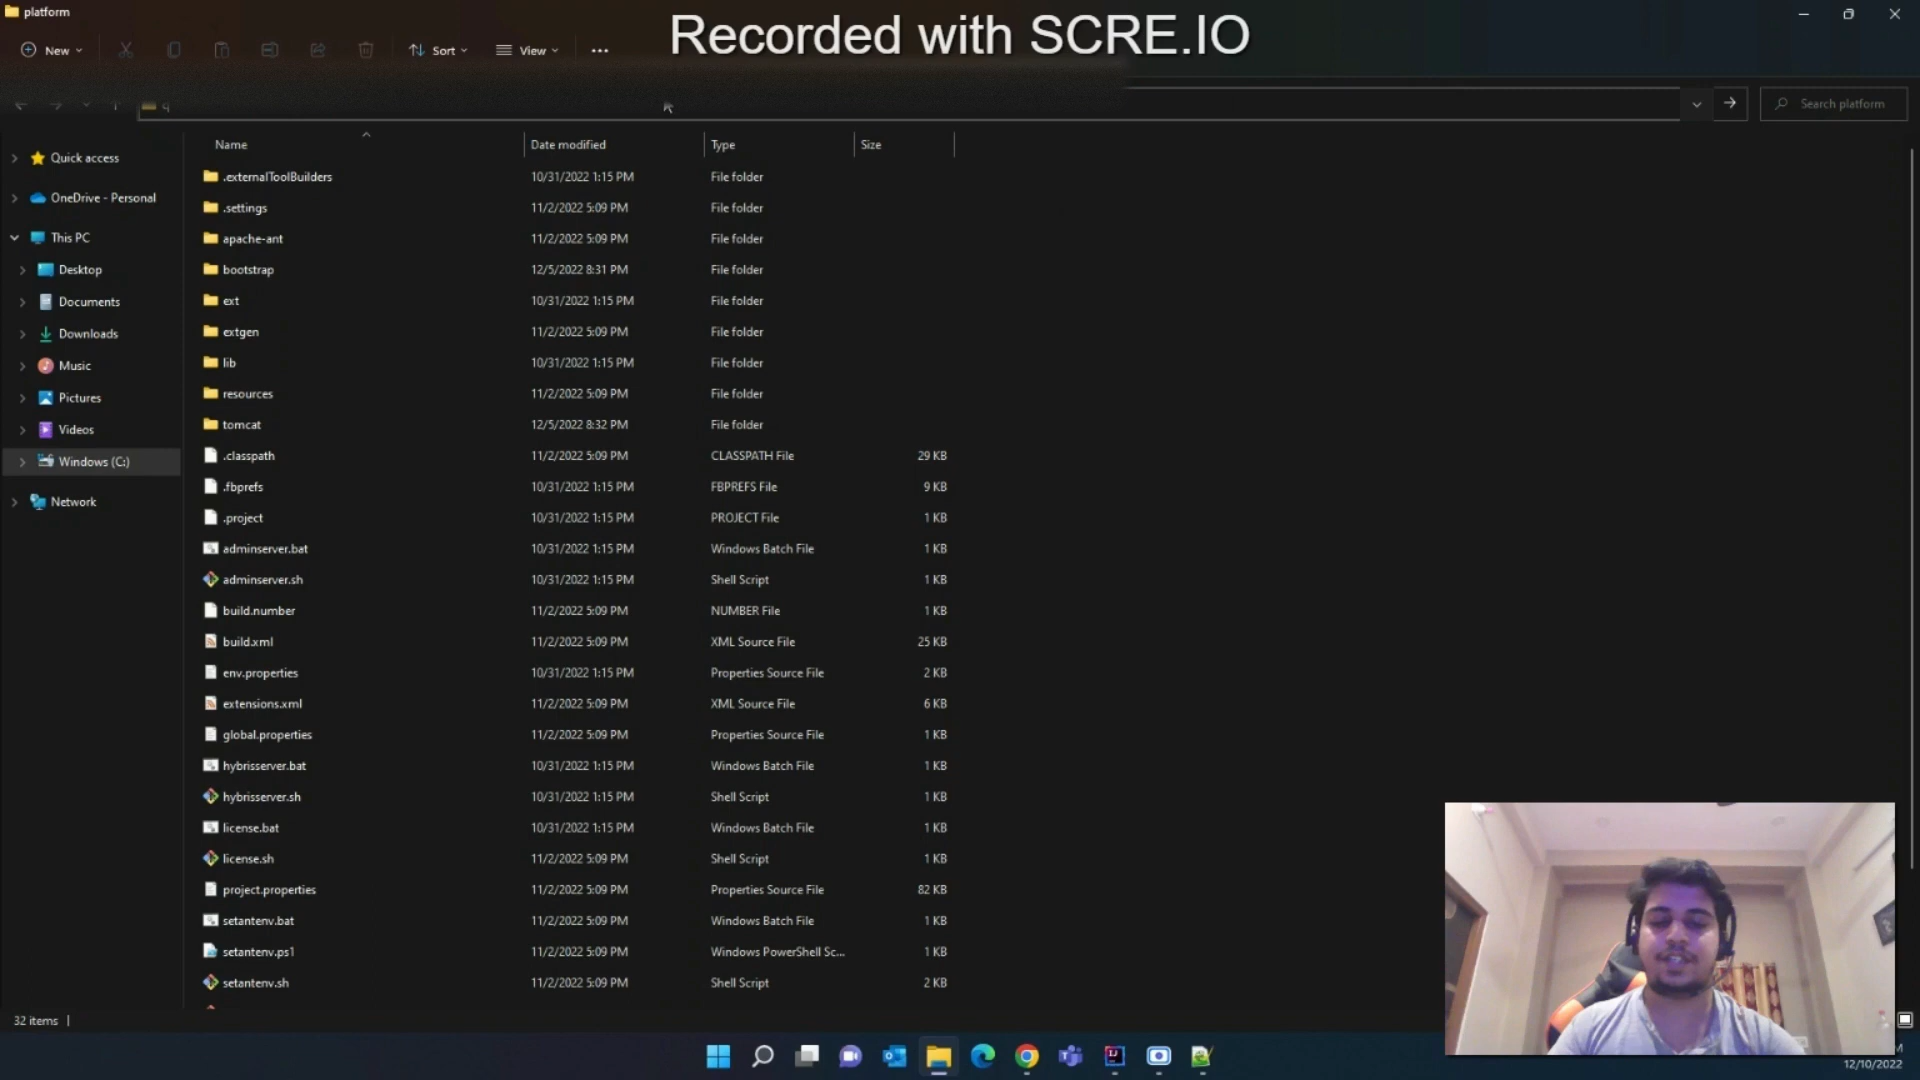 platform
Recorded with SCRE.IO
New
Sort
View
Search platform
Name
Date modified
Type
Size
Quick access
OneDrive - Personal
This PC
Desktop
Documents
Downloads
Music
Pictures
Videos
Windows (C:)
Network
.externalToolBuilders 10/31/2022 1:15 PM File folder
.settings 11/2/2022 5:09 PM File folder
apache-ant 11/2/2022 5:09 PM File folder
bootstrap 12/5/2022 8:31 PM File folder
ext 10/31/2022 1:15 PM File folder
extgen 11/2/2022 5:09 PM File folder
lib 10/31/2022 1:15 PM File folder
resources 11/2/2022 5:09 PM File folder
tomcat 12/5/2022 8:32 PM File folder
.classpath 11/2/2022 5:09 PM CLASSPATH File 29 KB
.fbprefs 10/31/2022 1:15 PM FBPREFS File 9 KB
.project 10/31/2022 1:15 PM PROJECT File 1 KB
adminserver.bat 10/31/2022 1:15 PM Windows Batch File 1 KB
adminserver.sh 10/31/2022 1:15 PM Shell Script 1 KB
build.number 11/2/2022 5:09 PM NUMBER File 1 KB
build.xml 11/2/2022 5:09 PM XML Source File 25 KB
env.properties 10/31/2022 1:15 PM Properties Source File 2 KB
extensions.xml 11/2/2022 5:09 PM XML Source File 6 KB
global.properties 11/2/2022 5:09 PM Properties Source File 1 KB
hybrisserver.bat 10/31/2022 1:15 PM Windows Batch File 1 KB
hybrisserver.sh 10/31/2022 1:15 PM Shell Script 1 KB
license.bat 10/31/2022 1:15 PM Windows Batch File 1 KB
license.sh 11/2/2022 5:09 PM Shell Script 1 KB
project.properties 11/2/2022 5:09 PM Properties Source File 82 KB
setantenv.bat 11/2/2022 5:09 PM Windows Batch File 1 KB
setantenv.ps1 11/2/2022 5:09 PM Windows PowerShell Sc... 1 KB
setantenv.sh 11/2/2022 5:09 PM Shell Script 2 KB
32 items
12/10/2022